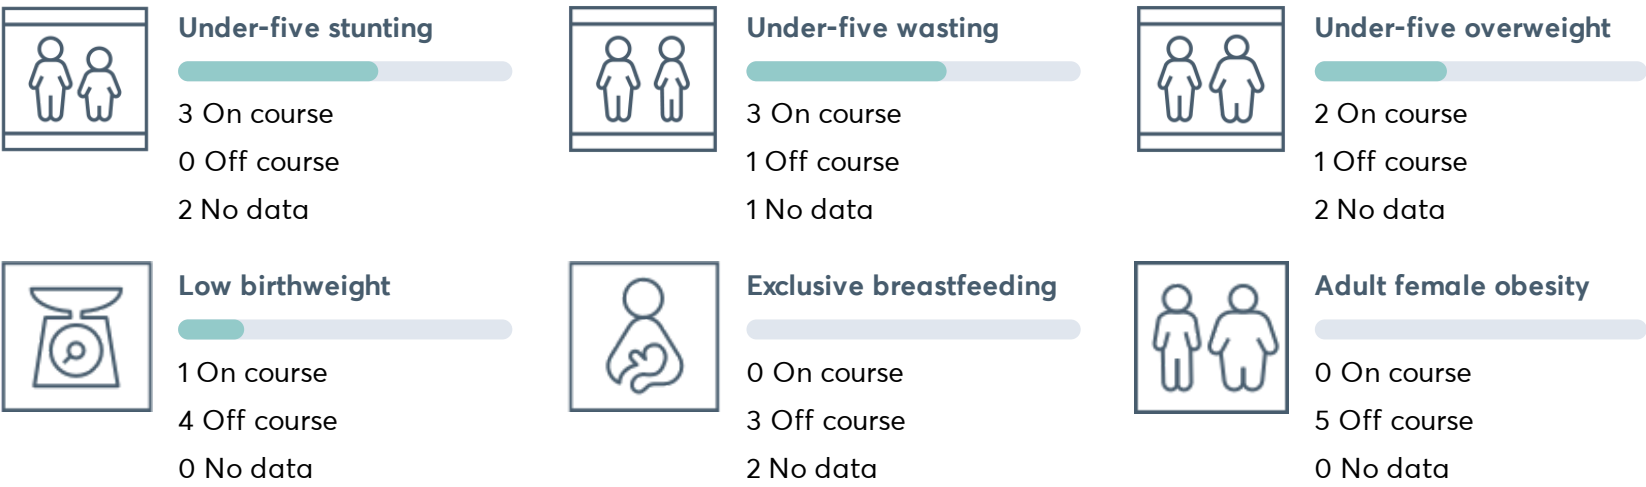 Under-five stunting
3 On course
0 Off course
2 No data
Under-five wasting
3 On course
1 Off course
1 No data
Under-five overweight
2 On course
1 Off course
2 No data
Low birthweight
1 On course
4 Off course
0 No data
Exclusive breastfeeding
0 On course
3 Off course
2 No data
Adult female obesity
0 On course
5 Off course
0 No data